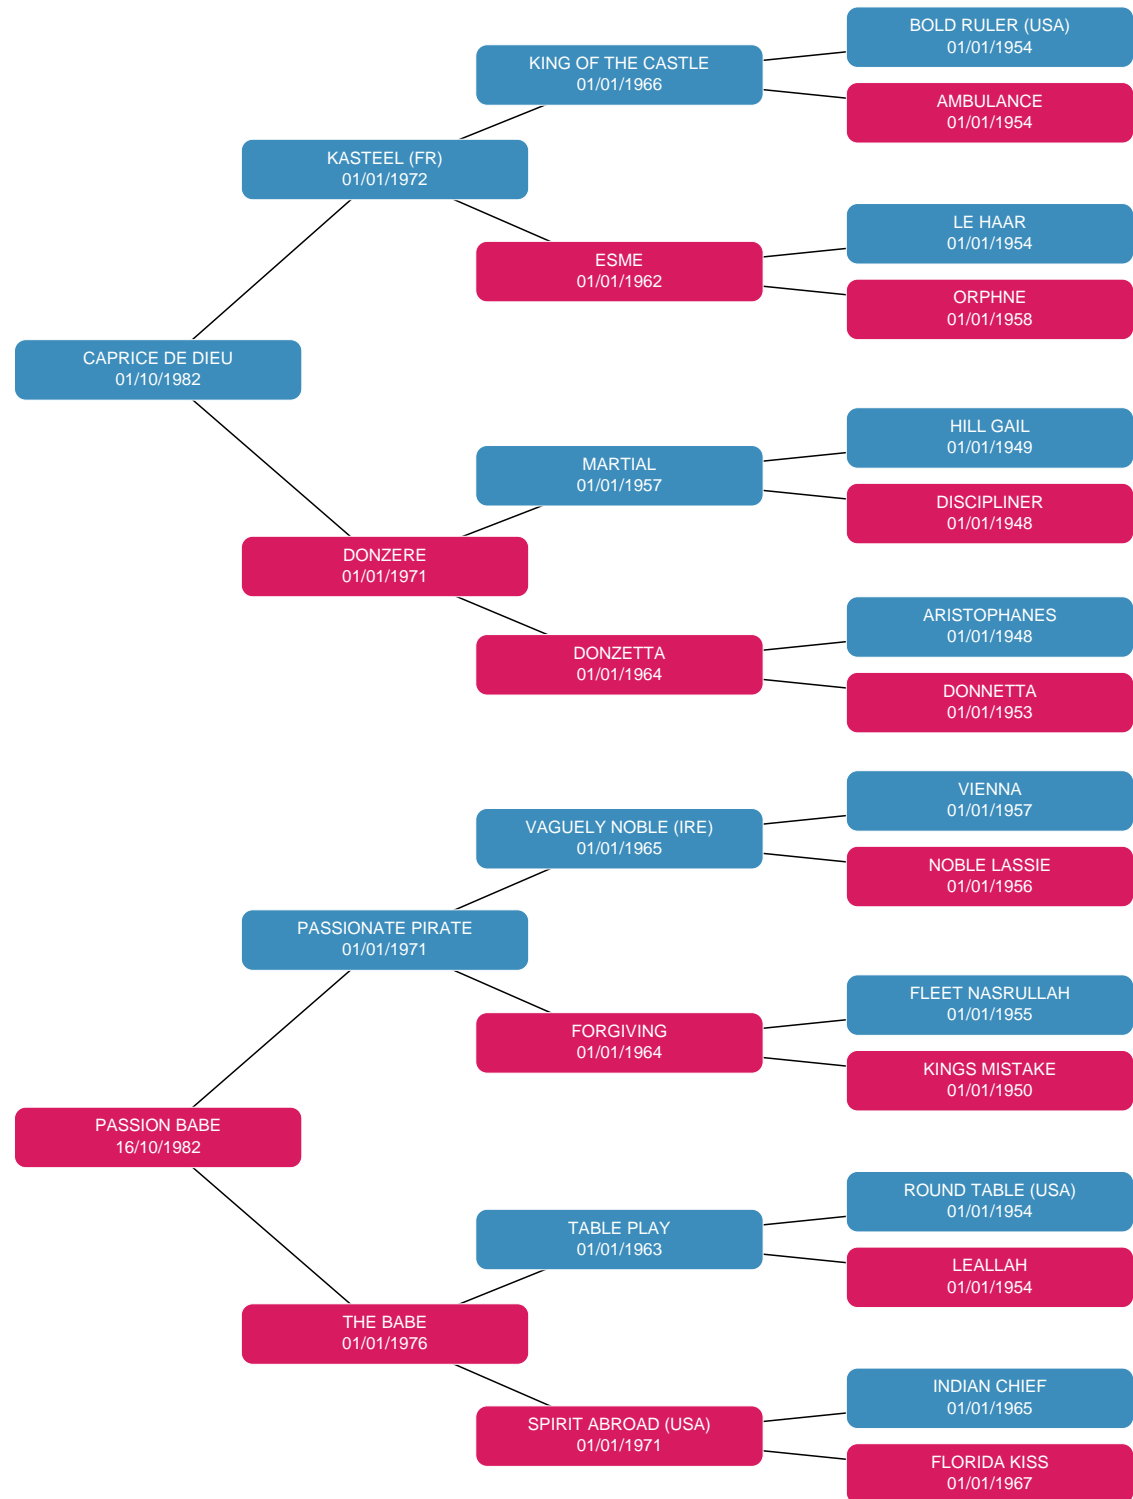 BOLD RULER (USA)
01/01/1954
KING OF THE CASTLE
01/01/1966
AMBULANCE
01/01/1954
KASTEEL (FR)
01/01/1972
LE HAAR
01/01/1954
ESME
01/01/1962
ORPHNE
01/01/1958
CAPRICE DE DIEU
01/10/1982
HILL GAIL
01/01/1949
MARTIAL
01/01/1957
DISCIPLINER
01/01/1948
DONZERE
01/01/1971
ARISTOPHANES
01/01/1948
DONZETTA
01/01/1964
DONNETTA
01/01/1953
VIENNA
01/01/1957
VAGUELY NOBLE (IRE)
01/01/1965
NOBLE LASSIE
01/01/1956
PASSIONATE PIRATE
01/01/1971
FLEET NASRULLAH
01/01/1955
FORGIVING
01/01/1964
KINGS MISTAKE
01/01/1950
PASSION BABE
16/10/1982
ROUND TABLE (USA)
01/01/1954
TABLE PLAY
01/01/1963
LEALLAH
01/01/1954
THE BABE
01/01/1976
INDIAN CHIEF
01/01/1965
SPIRIT ABROAD (USA)
01/01/1971
FLORIDA KISS
01/01/1967